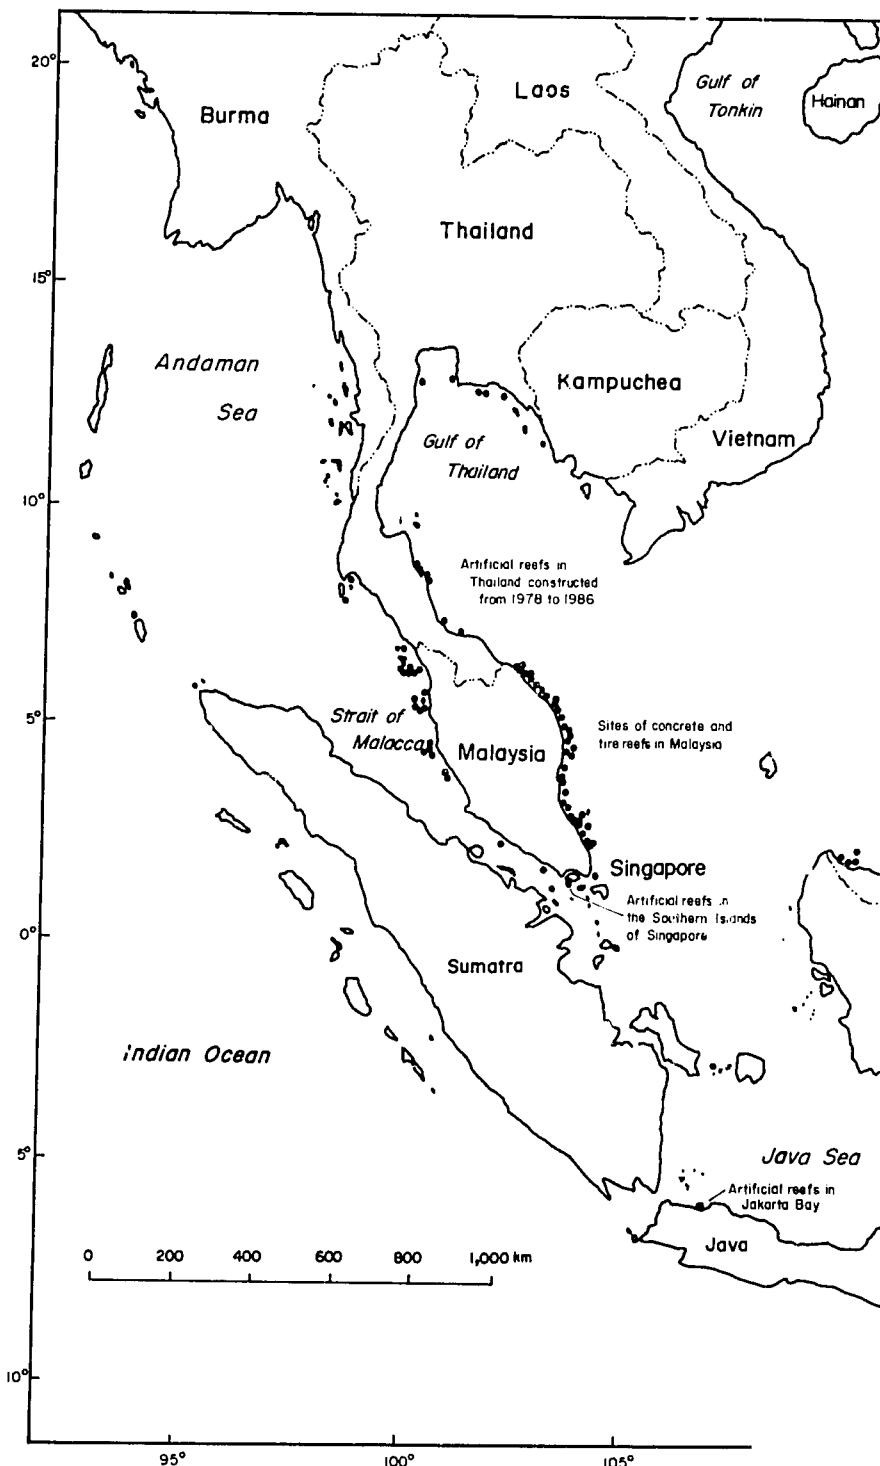 20°
Burma
Laos
Gulf of
Tonkin
Hainan
Thailand
15°
Andaman
Sea
Kampuchea
Vietnam
Gulf of
Thailand
10°
Artificial reefs in
Thailand constructed
from 1978 to 1986
5°
Strait of
Malacca
Malaysia
Sites of concrete and
tire reefs in Malaysia
Singapore
Artificial reefs in
the Southern Islands
of Singapore
0°
Sumatra
Indian Ocean
5°
Java Sea
Artificial reefs in
Jakarta Bay
Java
0 200 400 600 800 1,000 km
10°
95° 100° 105°